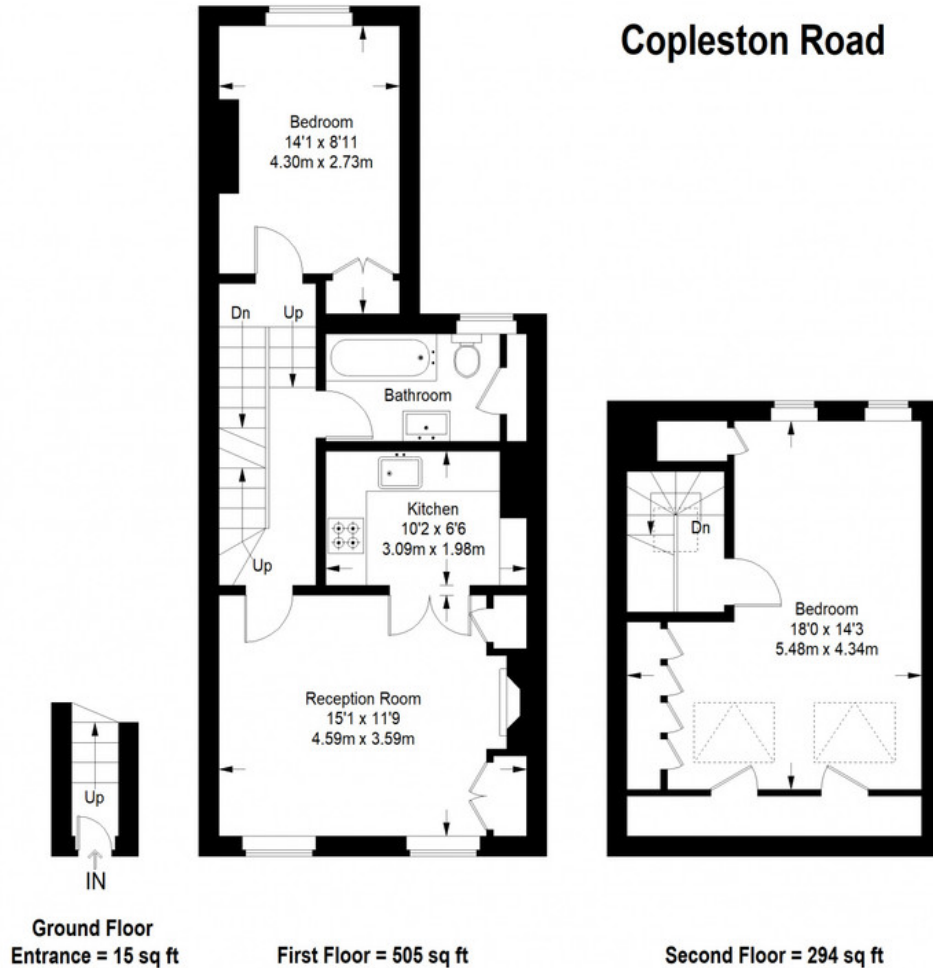 Copleston Road
Bedroom
14'1 x 8'11
4.30m x 2.73m
Dn
Up
Bathroom
Kitchen
10'2 x 6'6
3.09m x 1.98m
Up
Reception Room
15'1 x 11'9
4.59m x 3.59m
Dn
Bedroom
18'0 x 14'3
5.48m x 4.34m
Up
IN
Ground Floor
Entrance = 15 sq ft
First Floor = 505 sq ft
Second Floor = 294 sq ft